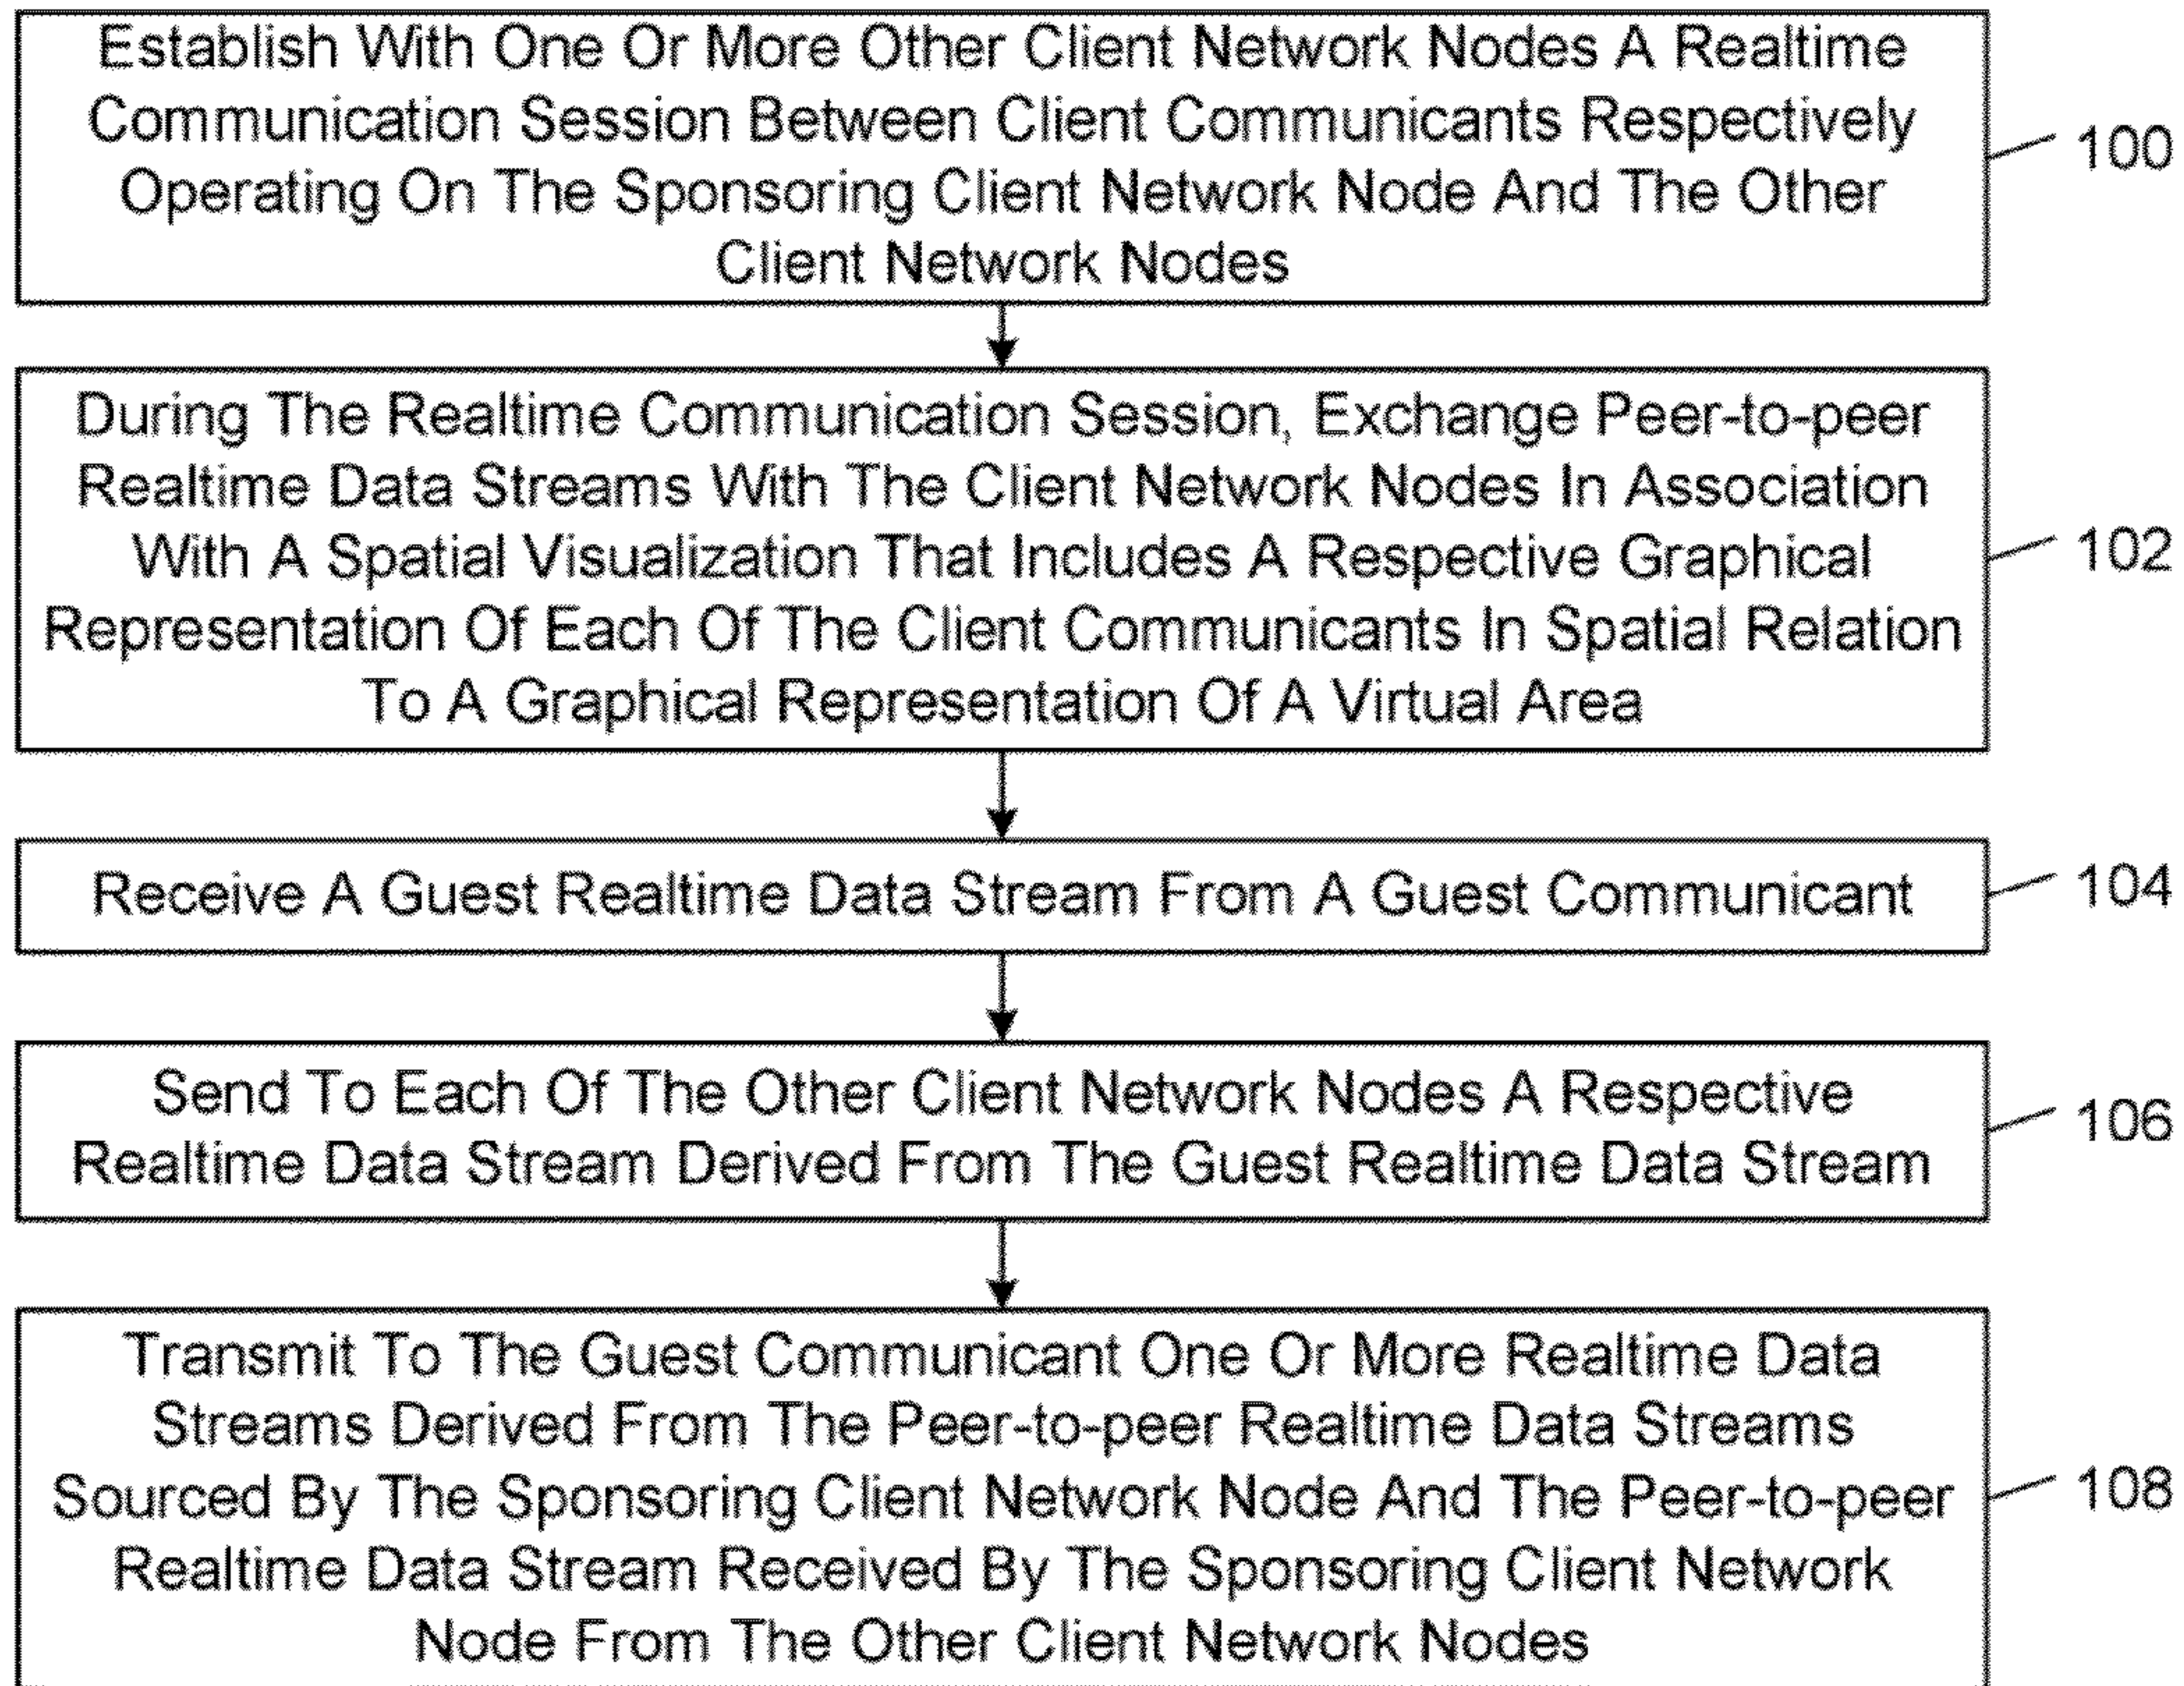 Establish With One Or More Other Client Network Nodes A Realtime
Communication Session Between Client Communicants Respectively
Operating On The Sponsoring Client Network Node And The Other
Client Network Nodes
100
During The Realtime Communication Session, Exchange Peer-to-peer
Realtime Data Streams With The Client Network Nodes In Association
With A Spatial Visualization That Includes A Respective Graphical
Representation Of Each Of The Client Communicants In Spatial Relation
To A Graphical Representation Of A Virtual Area
102
Receive A Guest Realtime Data Stream From A Guest Communicant
104
Send To Each Of The Other Client Network Nodes A Respective
Realtime Data Stream Derived From The Guest Realtime Data Stream
106
Transmit To The Guest Communicant One Or More Realtime Data
Streams Derived From The Peer-to-peer Realtime Data Streams
Sourced By The Sponsoring Client Network Node And The Peer-to-peer
Realtime Data Stream Received By The Sponsoring Client Network
Node From The Other Client Network Nodes
108